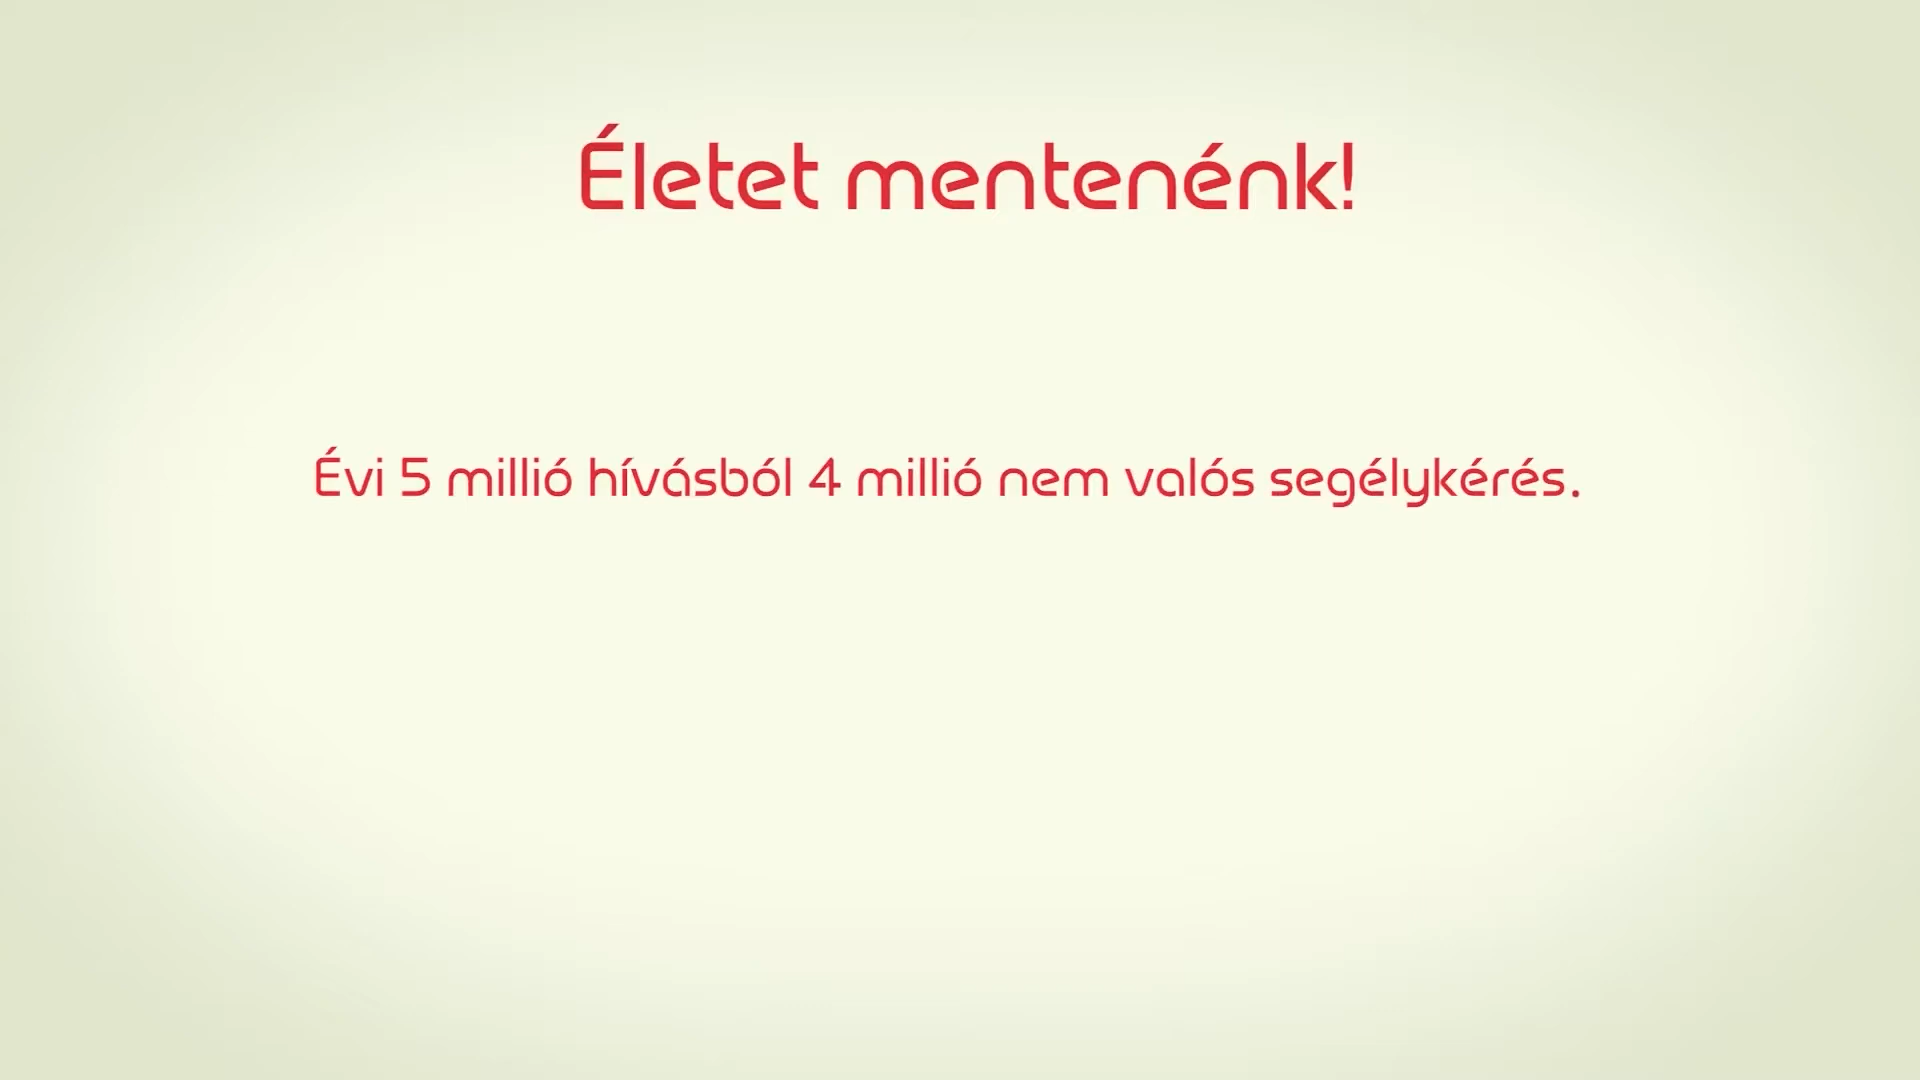 Életet mentenénk!
Évi 5 millió hívásból 4 millió nem valós segélykérés.